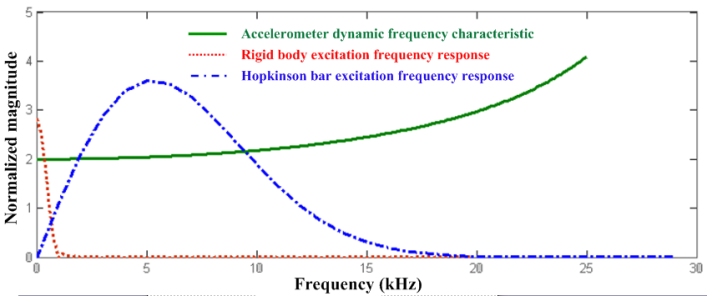 Accelerometer dynamic frequency characteristic
Rigid body excitation frequency response
Hopkinson bar excitation frequency response
Normalized magnitude
5
4
3
2
1
0
0 5 10 15 20 25 30
Frequency (kHz)